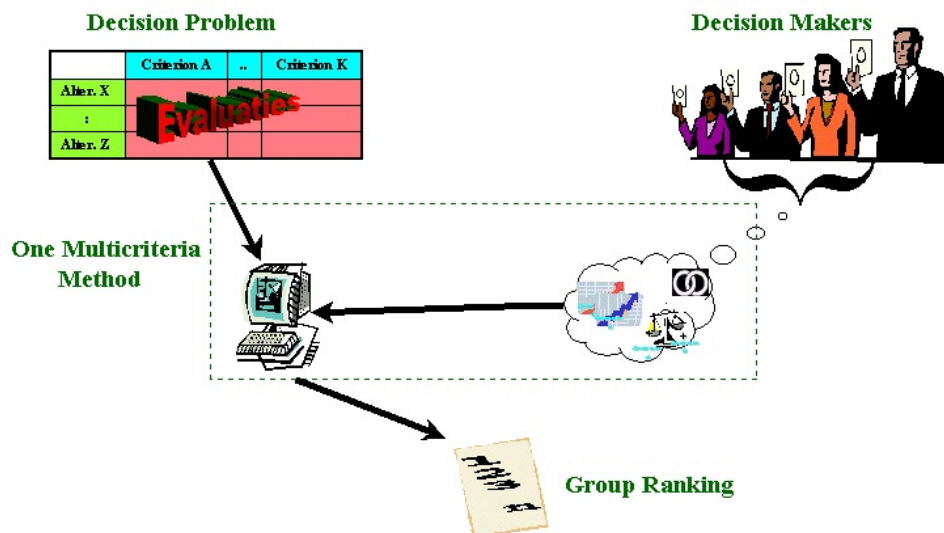 Decision Problem
Decision Makers
Criterion A .. Criterion K
Alter. X
:
Alter. Z
Evaluaties
One Multicriteria
Method
Group Ranking